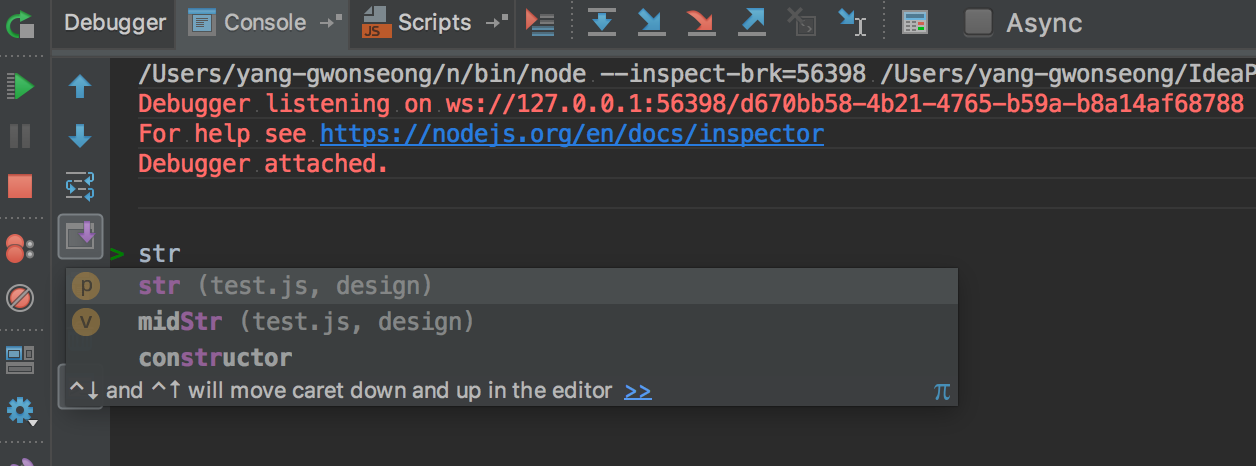 Debugger Console Scripts Async
JS
/Users/yang-gwonseong/n/bin/node --inspect-brk=56398 /Users/yang-gwonseong/IdeaP
Debugger listening on ws://127.0.0.1:56398/d670bb58-4b21-4765-b59a-b8a14af68788
For help see https://nodejs.org/en/docs/inspector
Debugger attached.
> str
p str (test.js, design)
v midStr (test.js, design)
constructor
^↓ and ^↑ will move caret down and up in the editor >> π